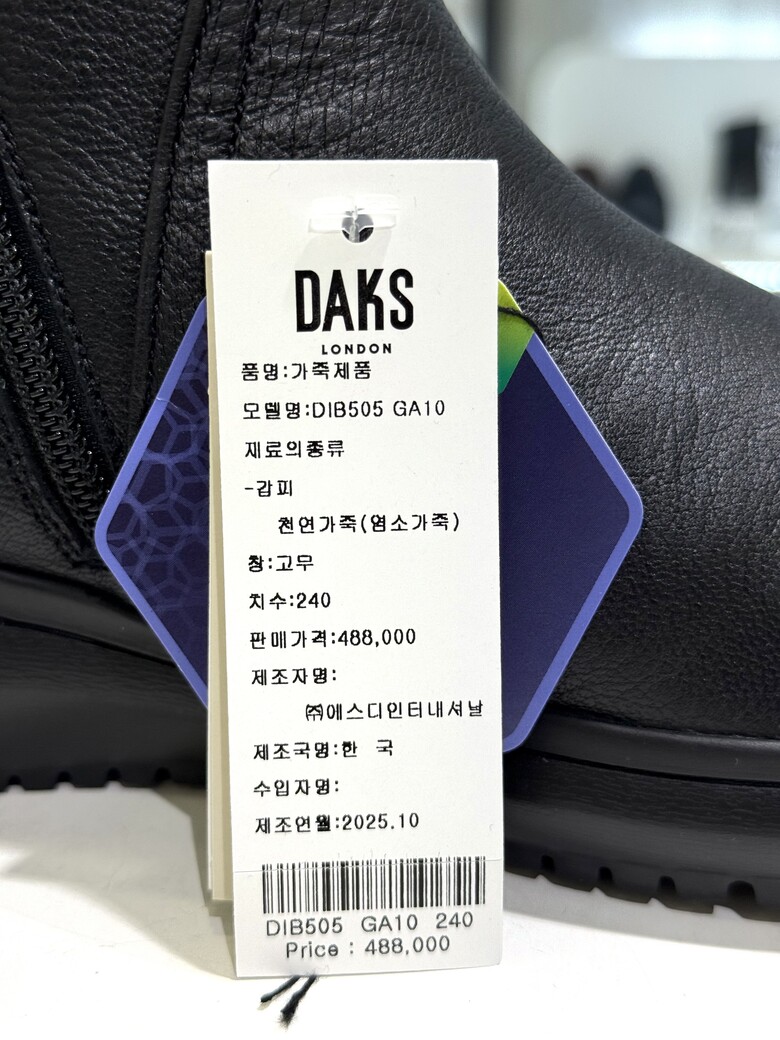 DAKS
LONDON
품명:가죽제품
모델명:DIB505 GA10
재료의종류
-갑피
천연가죽(염소가죽)
창:고무
치수:240
판매가격:488,000
제조자명:
㈜에스디인터내셔날
제조국명:한 국
수입자명:
제조연월:2025.10
DIB505 GA10 240
Price : 488,000